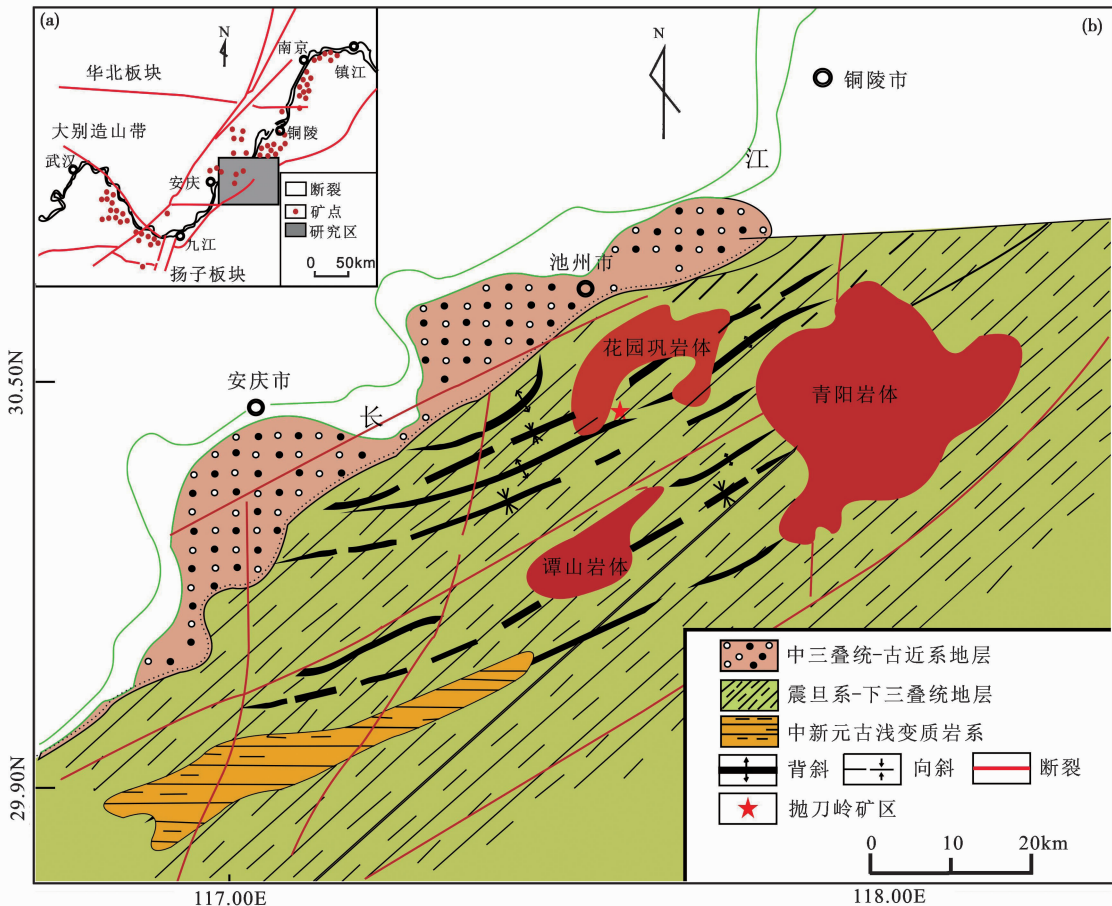 (a)
N
南京
镇江
华北板块
大别造山带
铜陵
武汉
安庆
九江
扬子板块
断裂
矿点
研究区
0 50km
(b)
N
铜陵市
江
池州市
花园巩岩体
青阳岩体
安庆市
长
谭山岩体
30.50N
29.90N
中三叠统-古近系地层
震旦系-下三叠统地层
中新元古浅变质岩系
背斜 向斜 断裂
抛刀岭矿区
0 10 20km
117.00E 118.00E